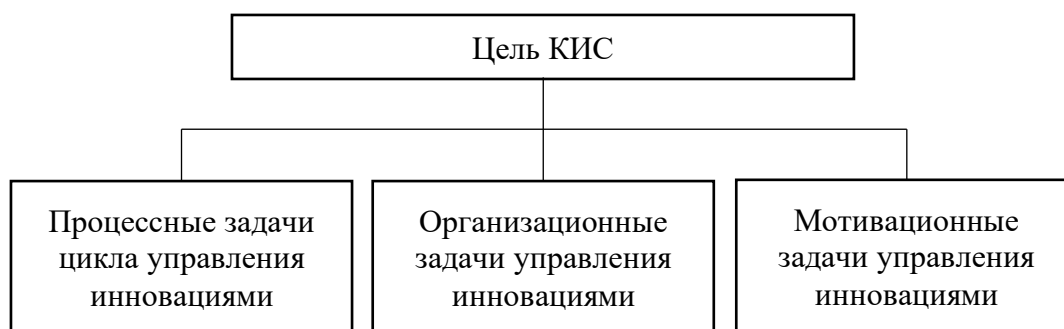 Цель КИС
Процессные задачи
цикла управления
инновациями
Организационные
задачи управления
инновациями
Мотивационные
задачи управления
инновациями